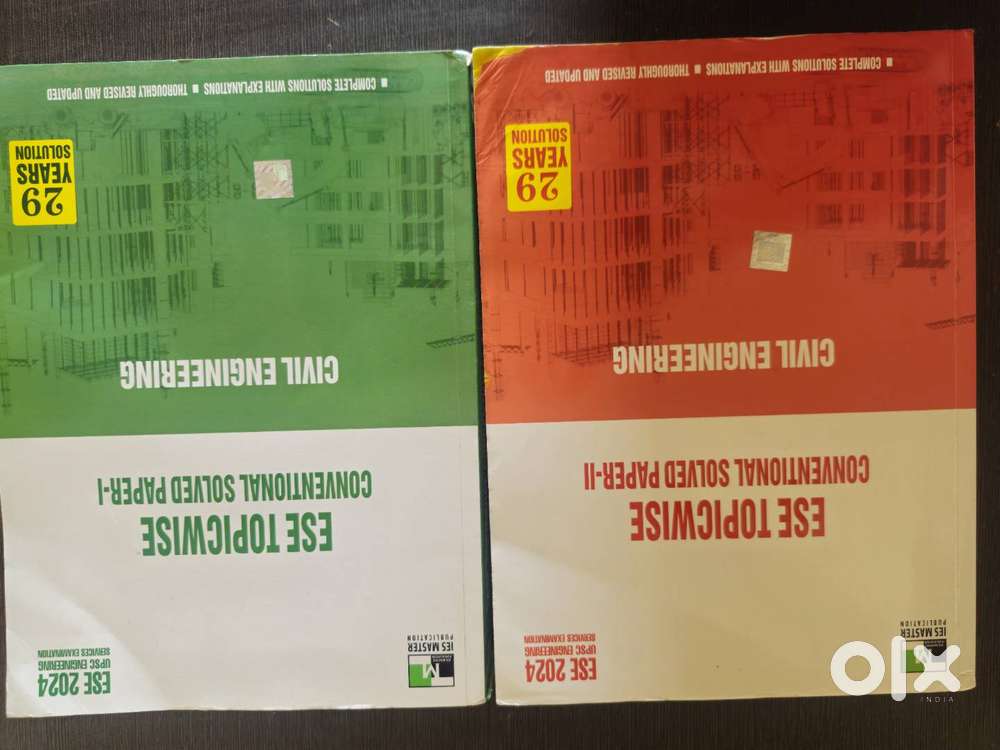 ESE 2024
UPSC ENGINEERING
SERVICES EXAMINATION
IES MASTER
PUBLICATION
ESE TOPICWISE
CONVENTIONAL SOLVED PAPER-II
CIVIL ENGINEERING
29
YEARS
SOLUTION
■ COMPLETE SOLUTIONS WITH EXPLANATIONS ■ THOROUGHLY REVISED AND UPDATED
ESE 2024
UPSC ENGINEERING
SERVICES EXAMINATION
M
IES MASTER
PUBLICATION
ESE TOPICWISE
CONVENTIONAL SOLVED PAPER-I
CIVIL ENGINEERING
29
YEARS
SOLUTION
■ COMPLETE SOLUTIONS WITH EXPLANATIONS ■ THOROUGHLY REVISED AND UPDATED
olx
INDIA